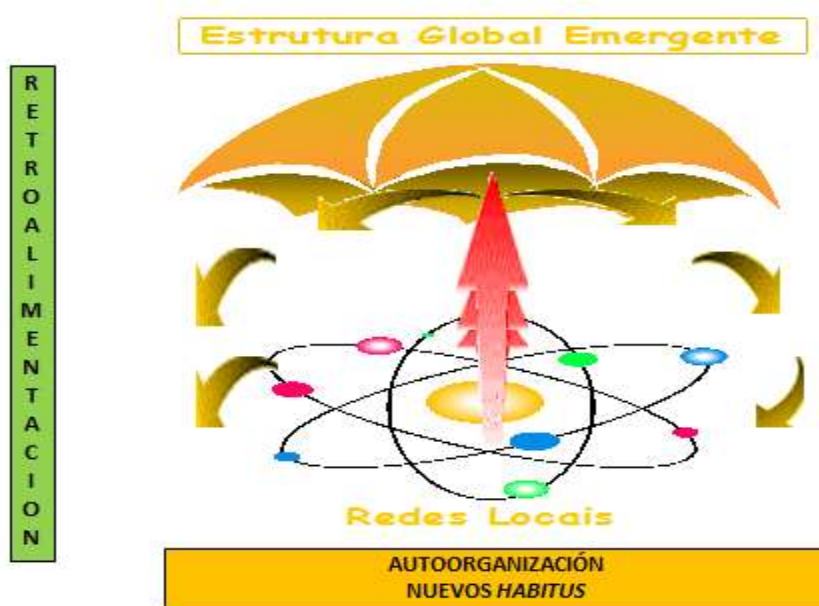 Estrutura Global Emergente
RETROALIMENTACION
Redes Locais
AUTOORGANIZACIÓN
NUEVOS HABITUS